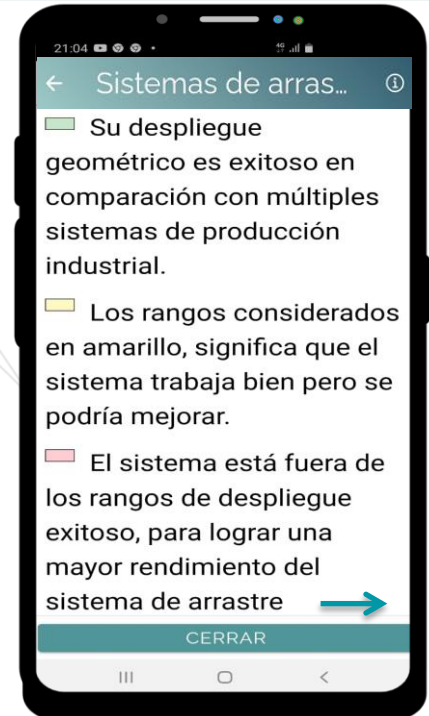 21:04
4G
Sistemas de arras...
Su despliegue
geométrico es exitoso en
comparación con múltiples
sistemas de producción
industrial.
Los rangos considerados
en amarillo, significa que el
sistema trabaja bien pero se
podría mejorar.
El sistema está fuera de
los rangos de despliegue
exitoso, para lograr una
mayor rendimiento del
sistema de arrastre
CERRAR